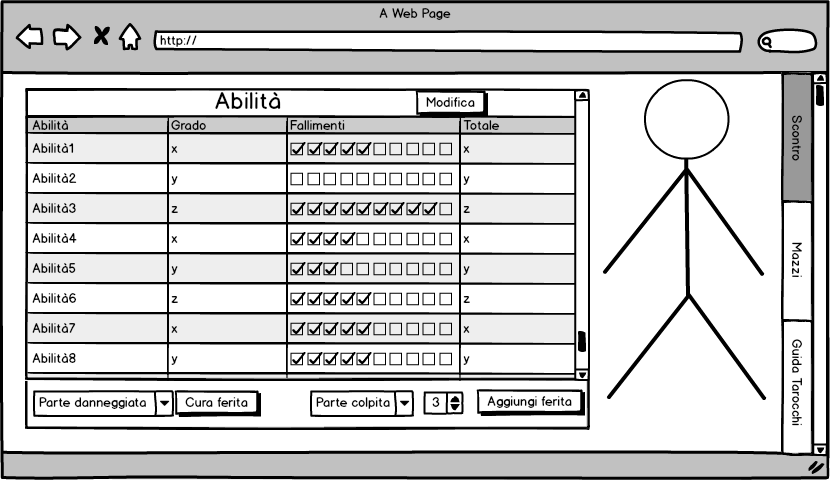 A Web Page
http://
Abilità
Modifica
Abilità Grado Fallimenti Totale
Abilità1 x x
Abilità2 y y
Abilità3 z z
Abilità4 x x
Abilità5 y y
Abilità6 z z
Abilità7 x x
Abilità8 y y
Parte danneggiata Cura ferita Parte colpita 3 Aggiungi ferita
Scontro
Mazzi
Guida Tarocchi